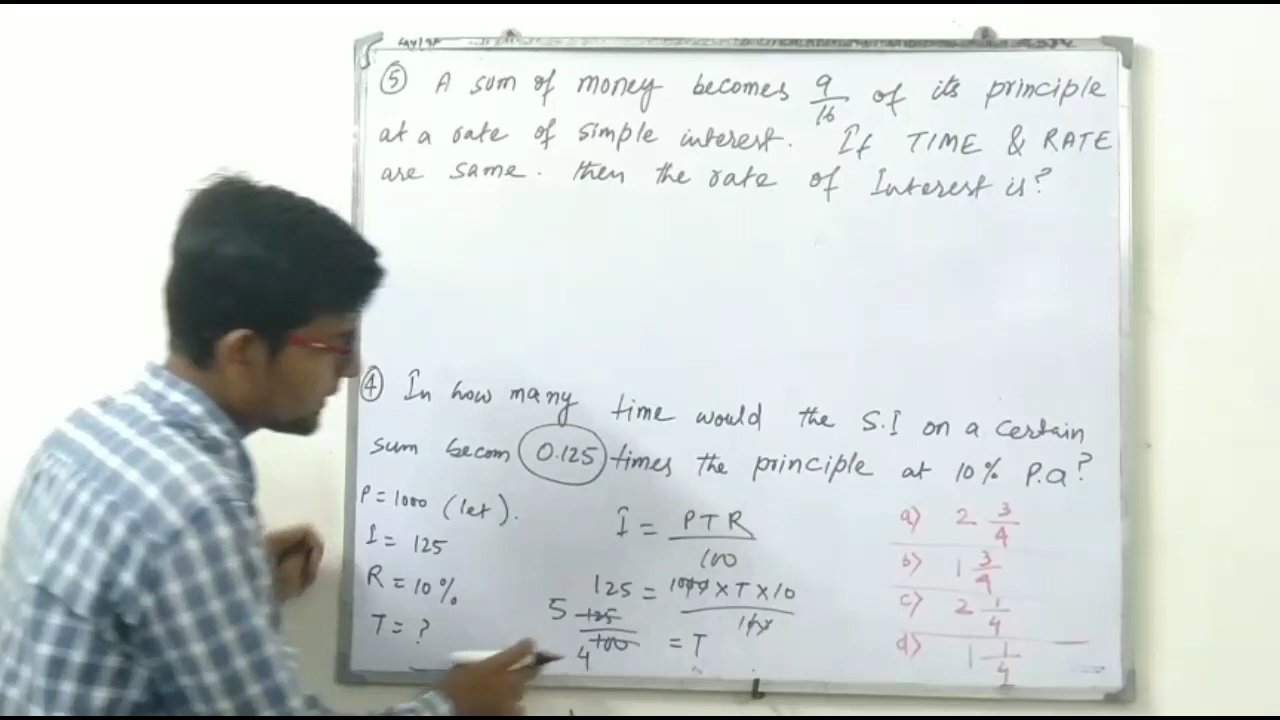 ⑤ A sum of money becomes 9/16 of its principle
at a rate of simple interest. If TIME & RATE
are same. then the rate of Interest is?
④ In how many time would the S.I on a certain
sum becom 0.125 times the principle at 10% P.a?
P = 1000 (let).
I = 125
R = 10%
T = ?
I = PTR/100
125 = 1000 × T × 10/100
5 125/100 4 = T
a) 2 3/4
b) 1 3/4
c) 2 1/4
d) 1 1/4